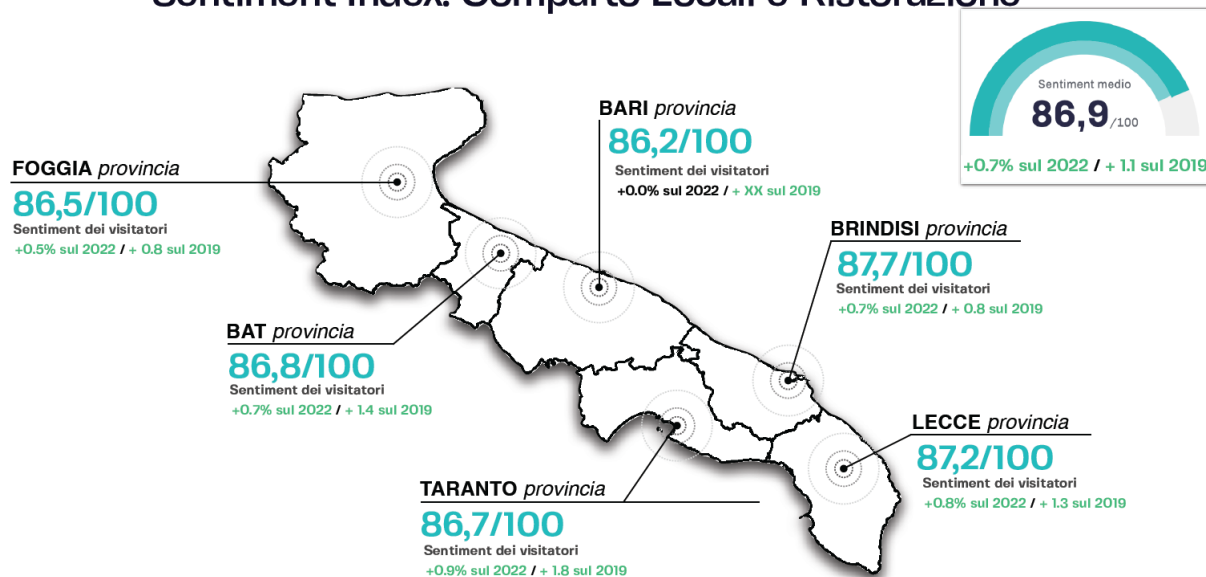 Sentiment Index: Comparto Locali e Ristorazione
Sentiment medio
86,9/100
+0.7% sul 2022 / + 1.1 sul 2019
BARI provincia
86,2/100
Sentiment dei visitatori
+0.0% sul 2022 / + XX sul 2019
FOGGIA provincia
86,5/100
Sentiment dei visitatori
+0.5% sul 2022 / + 0.8 sul 2019
BRINDISI provincia
87,7/100
Sentiment dei visitatori
+0.7% sul 2022 / + 0.8 sul 2019
BAT provincia
86,8/100
Sentiment dei visitatori
+0.7% sul 2022 / + 1.4 sul 2019
LECCE provincia
87,2/100
Sentiment dei visitatori
+0.8% sul 2022 / + 1.3 sul 2019
TARANTO provincia
86,7/100
Sentiment dei visitatori
+0.9% sul 2022 / + 1.8 sul 2019